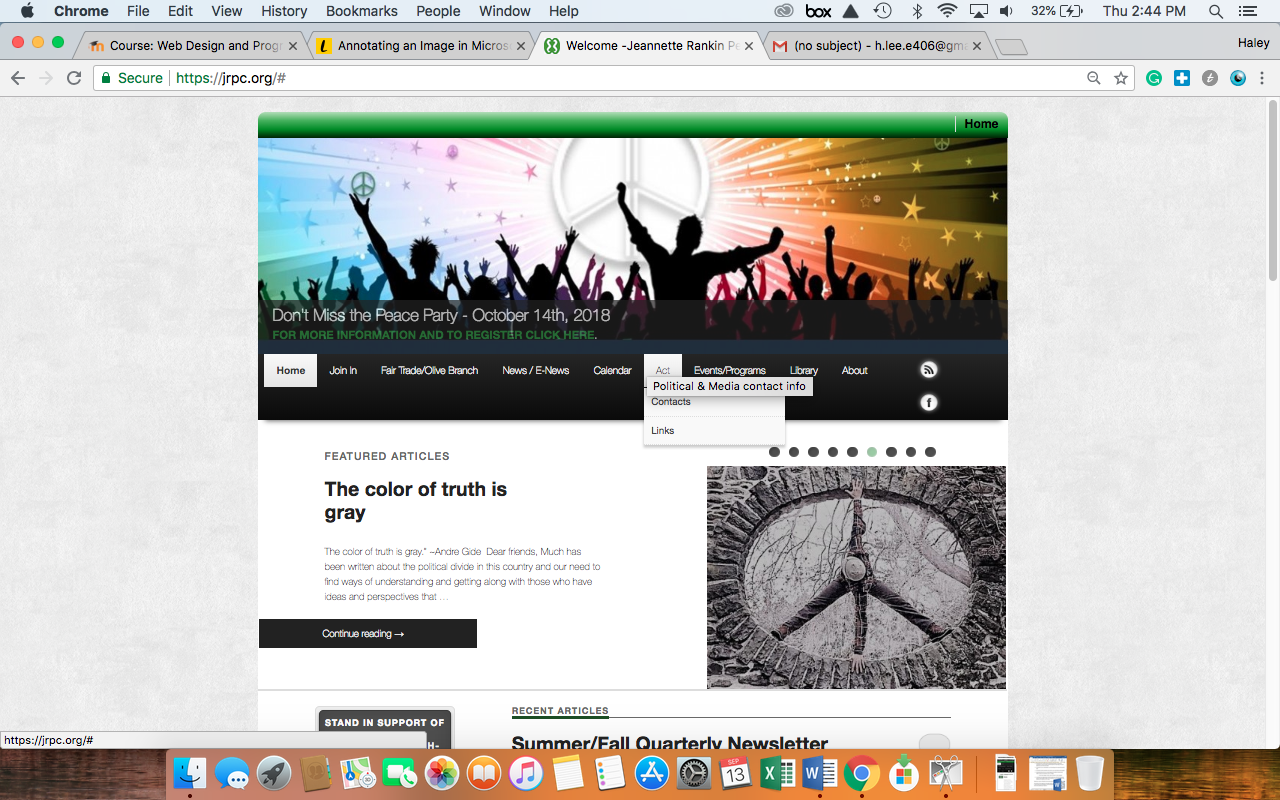 Chrome File Edit View History Bookmarks People Window Help box 32% Thu 2:44 PM
Course: Web Design and Prog
Annotating an Image in Micros
Welcome -Jeannette Rankin Pe
(no subject) - h.lee.e406@gm
Haley
Secure https://jrpc.org/#
Home
Don't Miss the Peace Party - October 14th, 2018
FOR MORE INFORMATION AND TO REGISTER CLICK HERE.
Home Join In Fair Trade/Olive Branch News / E-News Calendar Act Events/Programs Library About
Political & Media contact info
Contacts
Links
FEATURED ARTICLES
The color of truth is
gray
The color of truth is gray." ~Andre Gide Dear friends, Much has
been written about the political divide in this country and our need to
find ways of understanding and getting along with those who have
ideas and perspectives that …
Continue reading →
RECENT ARTICLES
STAND IN SUPPORT OF
H-
Summer/Fall Quarterly Newsletter
https://jrpc.org/#
SEP
13